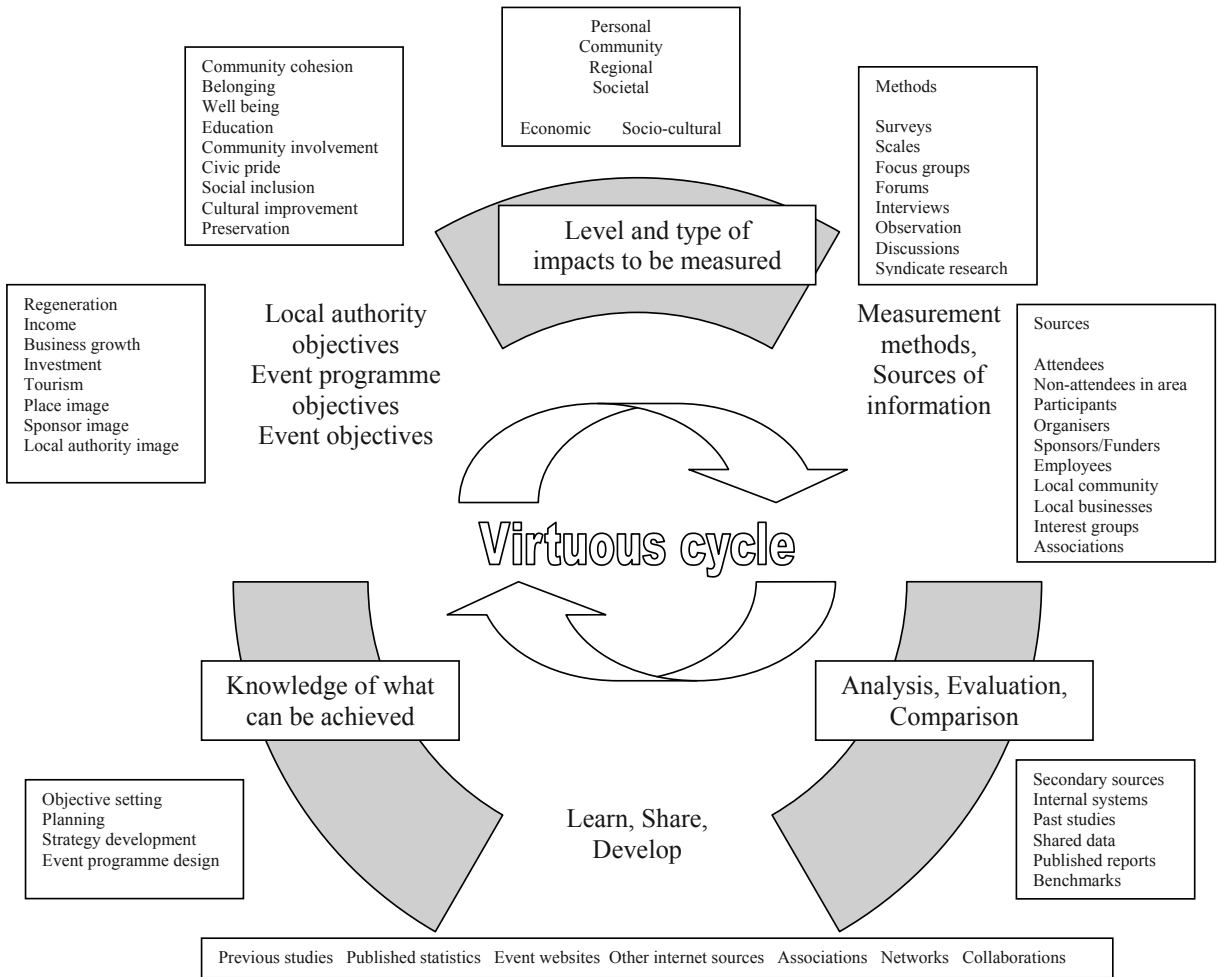 Personal
Community
Regional
Societal
Economic Socio-cultural
Community cohesion
Belonging
Well being
Education
Community involvement
Civic pride
Social inclusion
Cultural improvement
Preservation
Methods
Surveys
Scales
Focus groups
Forums
Interviews
Observation
Discussions
Syndicate research
Level and type of
impacts to be measured
Regeneration
Income
Business growth
Investment
Tourism
Place image
Sponsor image
Local authority image
Local authority
objectives
Event programme
objectives
Event objectives
Measurement
methods,
Sources of
information
Sources
Attendees
Non-attendees in area
Participants
Organisers
Sponsors/Funders
Employees
Local community
Local businesses
Interest groups
Associations
Virtuous cycle
Knowledge of what
can be achieved
Analysis, Evaluation,
Comparison
Objective setting
Planning
Strategy development
Event programme design
Learn, Share,
Develop
Secondary sources
Internal systems
Past studies
Shared data
Published reports
Benchmarks
Previous studies Published statistics Event websites Other internet sources Associations Networks Collaborations